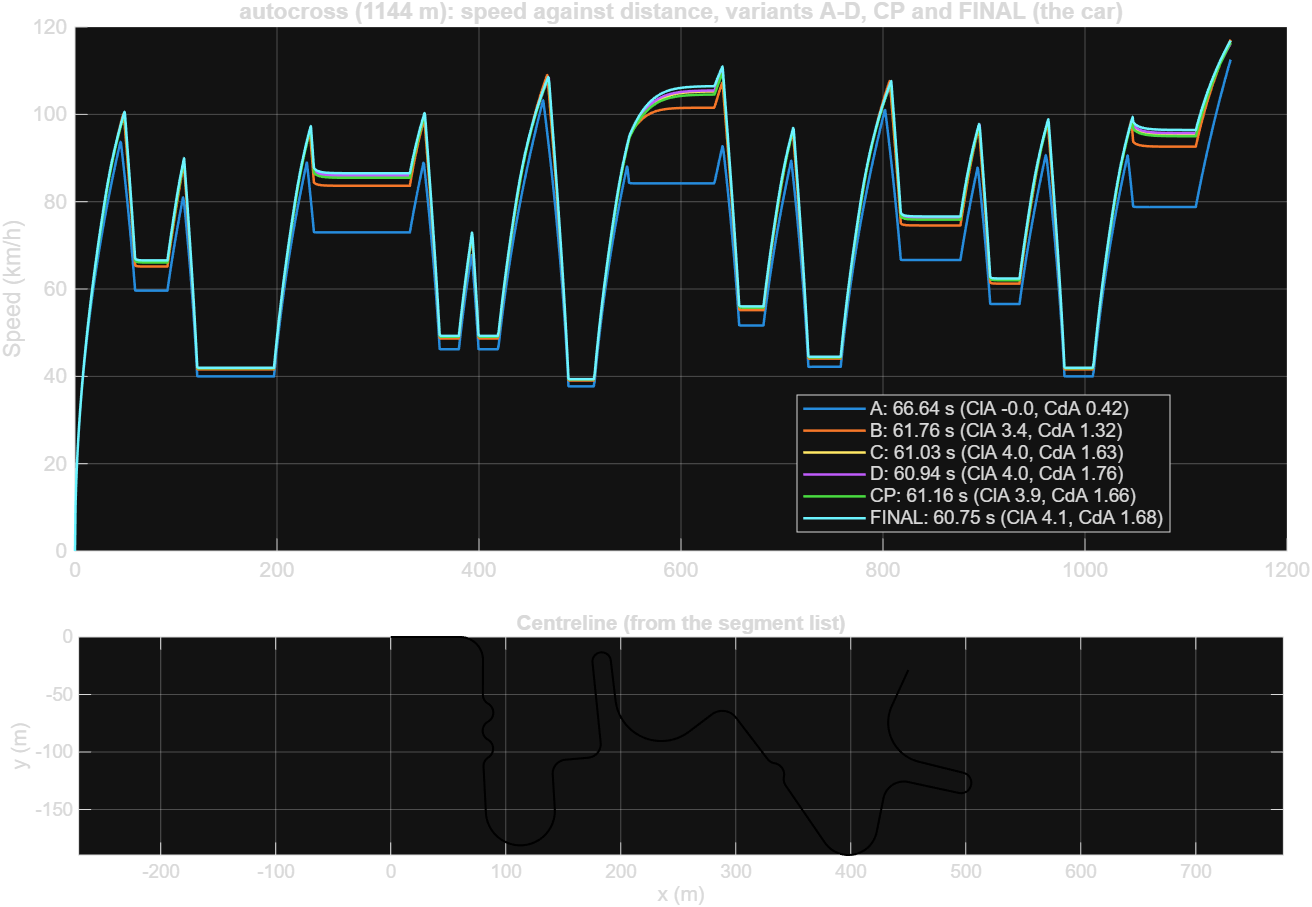 autocross (1144 m): speed against distance, variants A-D, CP and FINAL (the car)
120
100
80
60
40
20
0
Speed (km/h)
0 200 400 600 800 1000 1200
A: 66.64 s (ClA -0.0, CdA 0.42)
B: 61.76 s (ClA 3.4, CdA 1.32)
C: 61.03 s (ClA 4.0, CdA 1.63)
D: 60.94 s (ClA 4.0, CdA 1.76)
CP: 61.16 s (ClA 3.9, CdA 1.66)
FINAL: 60.75 s (ClA 4.1, CdA 1.68)
Centreline (from the segment list)
0
-50
-100
-150
y (m)
-200 -100 0 100 200 300 400 500 600 700
x (m)